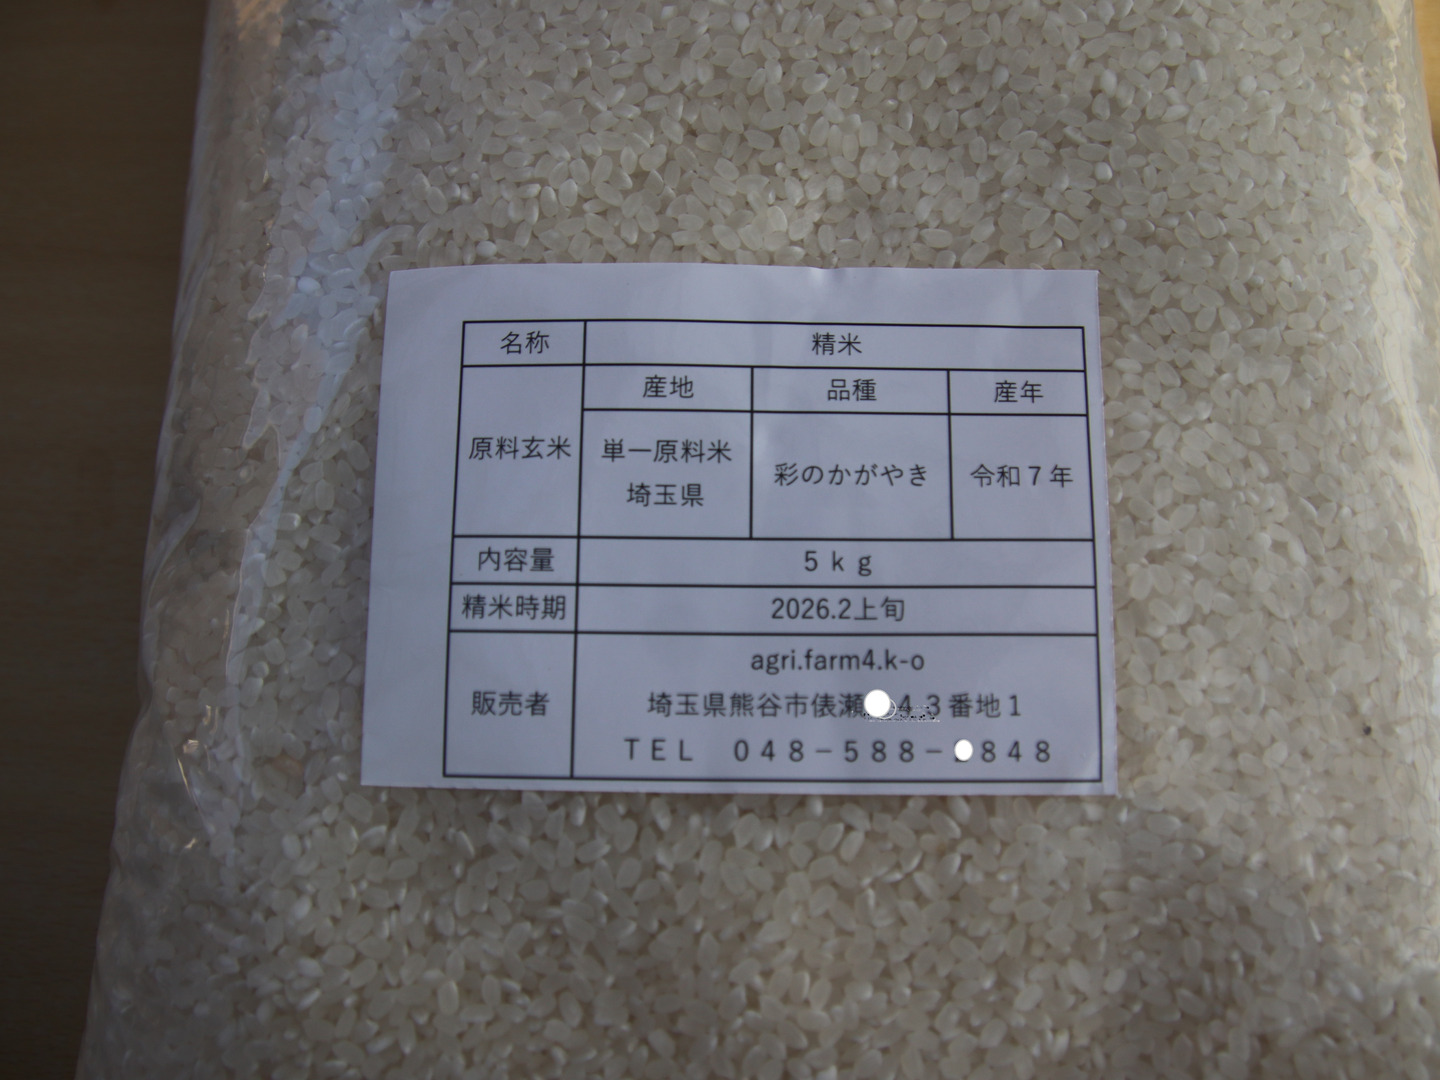 名称 精米
産地 品種 産年
原料玄米 単一原料米 埼玉県 彩のかがやき 令和７年
内容量 ５ｋｇ
精米時期 2026.2上旬
販売者 agri.farm4.k-o
埼玉県熊谷市俵瀬 ４ ３番地１
ＴＥＬ ０４８－５８８－ ８４８